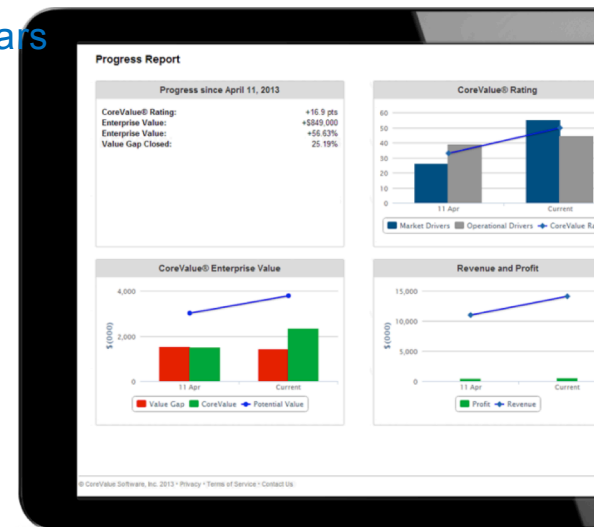 ars
Progress Report
Progress since April 11, 2013
CoreValue® Rating: +16.9 pts
Enterprise Value: +$849,000
Enterprise Value: +56.63%
Value Gap Closed: 25.19%
CoreValue® Rating
60
50
40
30
20
10
0
11 Apr Current
Market Drivers Operational Drivers CoreValue Ra
CoreValue® Enterprise Value
4,000
2,000
0
$(000)
11 Apr Current
Value Gap CoreValue Potential Value
Revenue and Profit
15,000
10,000
5,000
0
$(000)
11 Apr Current
Profit Revenue
© CoreValue Software, Inc. 2013 • Privacy • Terms of Service • Contact Us